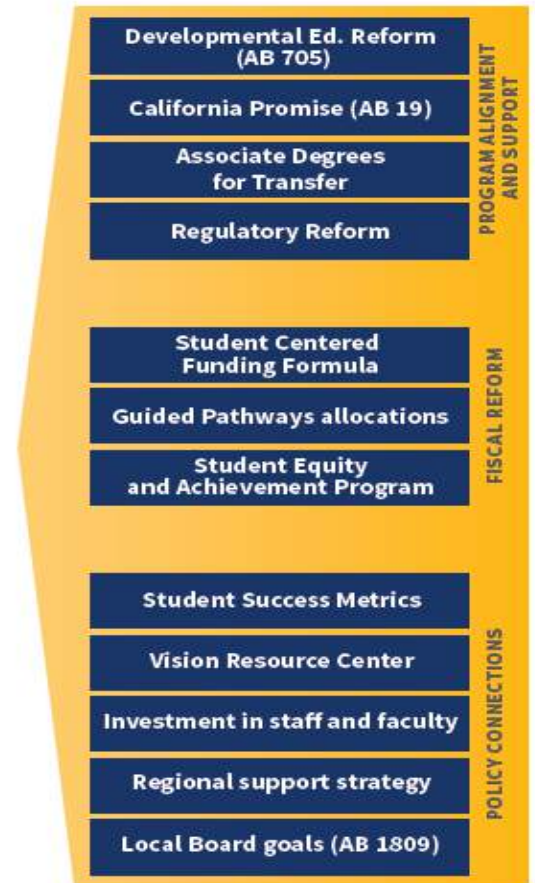 Developmental Ed. Reform
(AB 705)
California Promise (AB 19)
Associate Degrees
for Transfer
Regulatory Reform
PROGRAM ALIGNMENT
AND SUPPORT
Student Centered
Funding Formula
Guided Pathways allocations
Student Equity
and Achievement Program
FISCAL REFORM
Student Success Metrics
Vision Resource Center
Investment in staff and faculty
Regional support strategy
Local Board goals (AB 1809)
POLICY CONNECTIONS